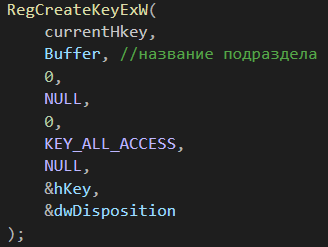 RegCreateKeyExW(
currentHkey,
Buffer, //название подраздела
0,
NULL,
0,
KEY_ALL_ACCESS,
NULL,
&hKey,
&dwDisposition
);